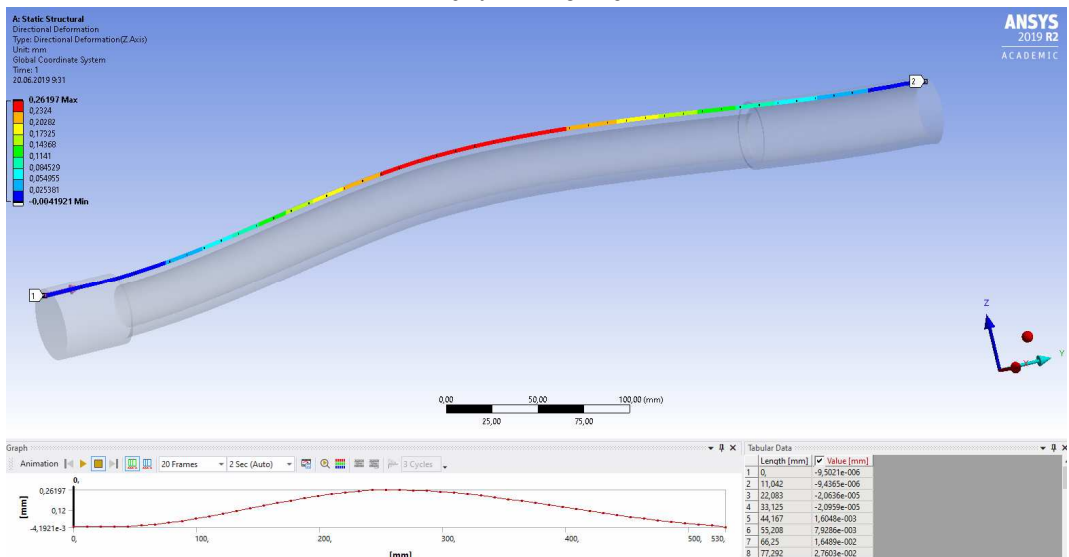 A: Static Structural
Directional Deformation
Type: Directional Deformation(Z Axis)
Unit: mm
Global Coordinate System
Time: 1
20.06.2019 9:31
0,26197 Max
0,2324
0,20282
0,17325
0,14368
0,1141
0,084529
0,054955
0,025381
-0,0041921 Min
ANSYS
2019 R2
ACADEMIC
1
2
Z
Y
X
0,00 50,00 100,00 (mm)
25,00 75,00
Graph
Animation 20 Frames 2 Sec (Auto) 3 Cycles
0,
0,26197
0,12
-4,1921e-3
[mm]
0, 100, 200, 300, 400, 500, 530,
[mm]
Tabular Data
Length [mm] Value [mm]
1 0, -9,5021e-006
2 11,042 -9,4365e-006
3 22,083 -2,0636e-005
4 33,125 -2,0959e-005
5 44,167 1,6048e-003
6 55,208 7,9286e-003
7 66,25 1,6489e-002
8 77,292 2,7603e-002